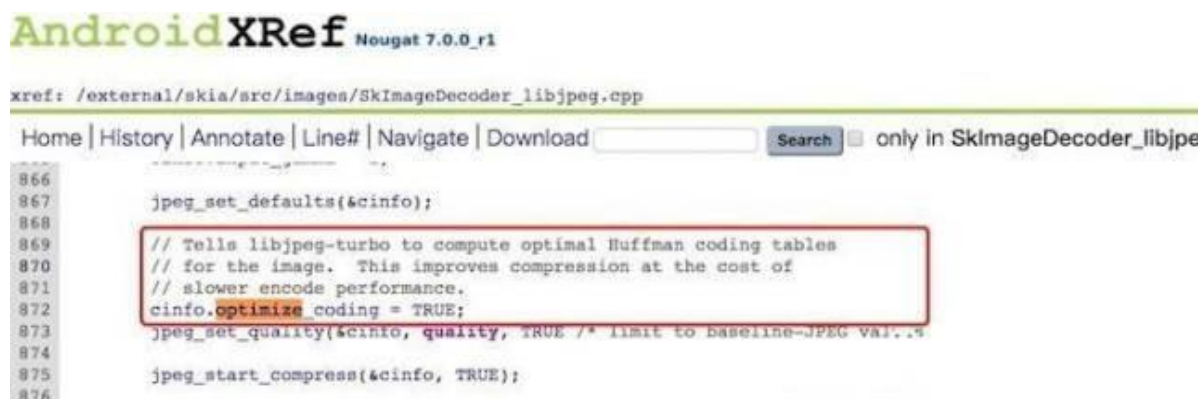 AndroidXRef Nougat 7.0.0_r1
xref: /external/skia/src/images/SkImageDecoder_libjpeg.cpp
Home | History | Annotate | Line# | Navigate | Download Search only in SkImageDecoder_libjpe
866
867 jpeg_set_defaults(&cinfo);
868
869 // Tells libjpeg-turbo to compute optimal Huffman coding tables
870 // for the image. This improves compression at the cost of
871 // slower encode performance.
872 cinfo.optimize_coding = TRUE;
873 jpeg_set_quality(&cinfo, quality, TRUE /* limit to baseline-JPEG val
874
875 jpeg_start_compress(&cinfo, TRUE);
876